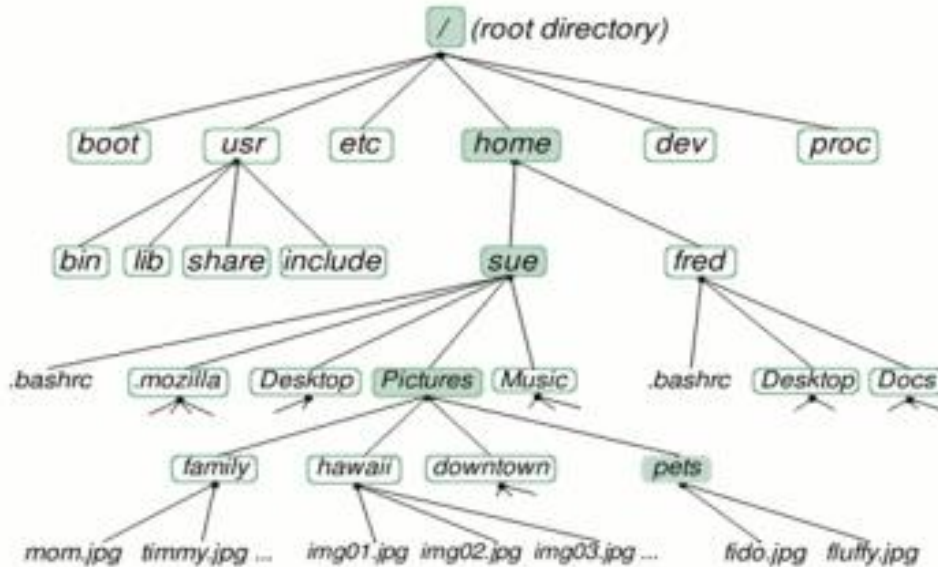 / (root directory)
boot usr etc home dev proc
bin lib share include sue fred
.bashrc .mozilla Desktop Pictures Music .bashrc Desktop Docs
family hawaii downtown pets
mom.jpg timmy.jpg ... img01.jpg img02.jpg img03.jpg ... fido.jpg fluffy.jpg